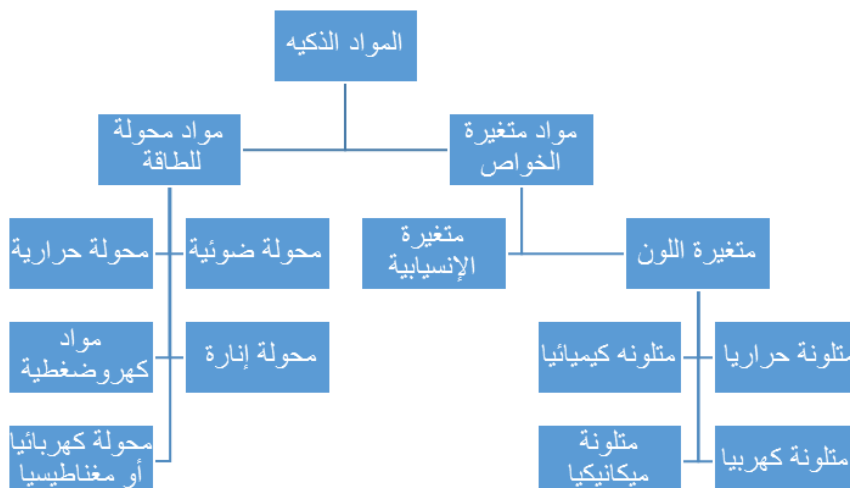 المواد الذكيه
مواد متغيرة
الخواص
مواد محولة
للطاقة
متغيرة اللون
متغيرة
الإنسيابية
محولة ضوئية
محولة حرارية
متلونة حراريا
متلونه كيميائيا
محولة إنارة
مواد
كهروضغطية
متلونة كهربيا
متلونة
ميكانيكيا
محولة كهربائيا
أو مغناطيسيا